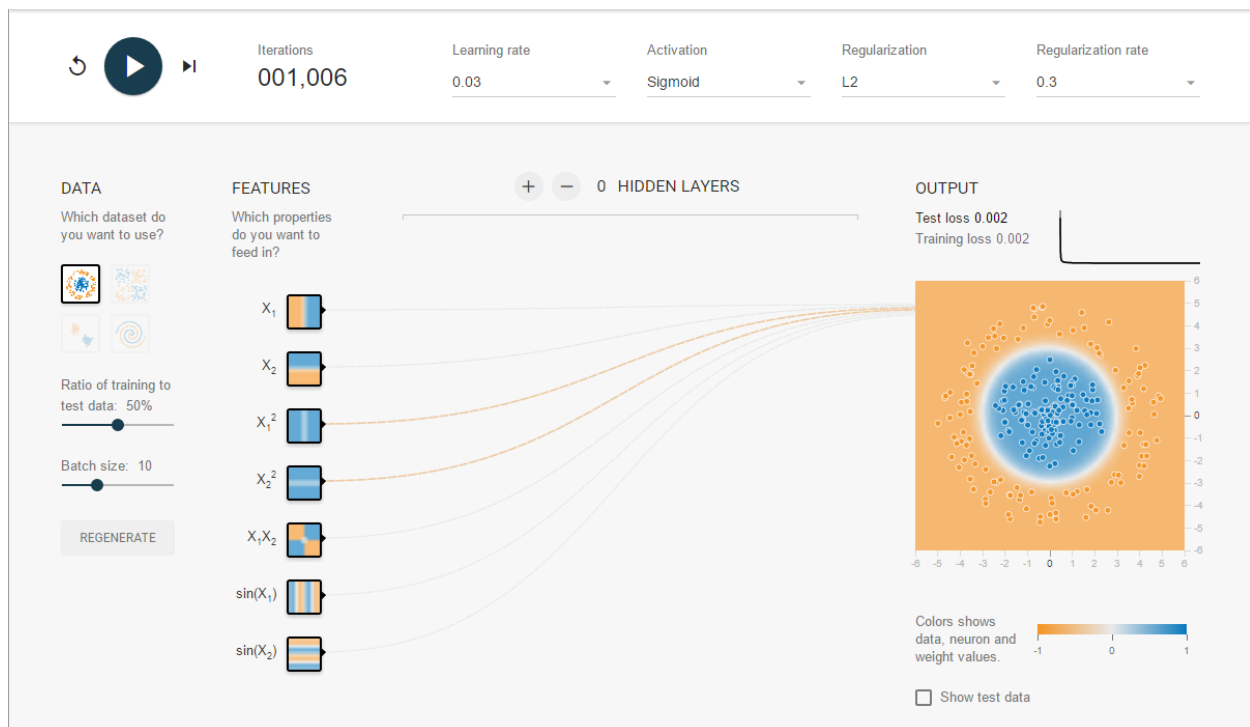 Iterations
001,006
Learning rate
0.03
Activation
Sigmoid
Regularization
L2
Regularization rate
0.3
DATA
Which dataset do
you want to use?
Ratio of training to
test data: 50%
Batch size: 10
REGENERATE
FEATURES
Which properties
do you want to
feed in?
X₁
X₂
X₁²
X₂²
X₁X₂
sin(X₁)
sin(X₂)
+ − 0 HIDDEN LAYERS
OUTPUT
Test loss 0.002
Training loss 0.002
6
5
4
3
2
1
0
-1
-2
-3
-4
-5
-6
-6 -5 -4 -3 -2 -1 0 1 2 3 4 5 6
Colors shows
data, neuron and
weight values.
-1 0 1
Show test data